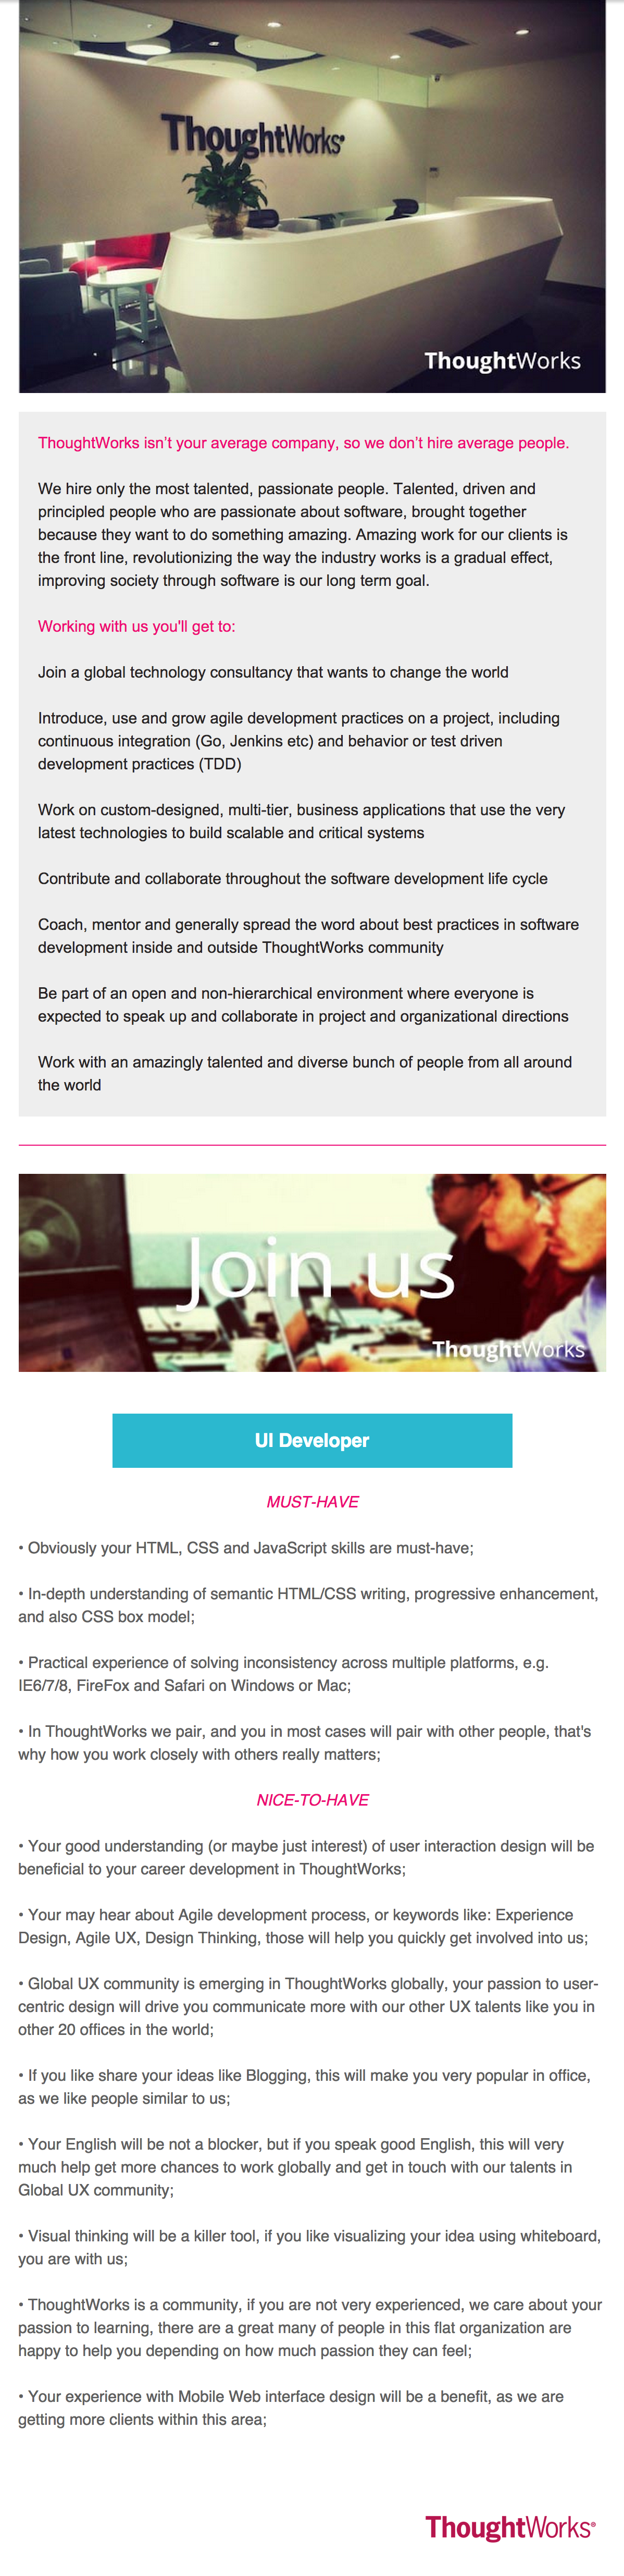 ThoughtWorks®
ThoughtWorks
ThoughtWorks isn't your average company, so we don't hire average people.
We hire only the most talented, passionate people. Talented, driven and
principled people who are passionate about software, brought together
because they want to do something amazing. Amazing work for our clients is
the front line, revolutionizing the way the industry works is a gradual effect,
improving society through software is our long term goal.
Working with us you'll get to:
Join a global technology consultancy that wants to change the world
Introduce, use and grow agile development practices on a project, including
continuous integration (Go, Jenkins etc) and behavior or test driven
development practices (TDD)
Work on custom-designed, multi-tier, business applications that use the very
latest technologies to build scalable and critical systems
Contribute and collaborate throughout the software development life cycle
Coach, mentor and generally spread the word about best practices in software
development inside and outside ThoughtWorks community
Be part of an open and non-hierarchical environment where everyone is
expected to speak up and collaborate in project and organizational directions
Work with an amazingly talented and diverse bunch of people from all around
the world
Join us
ThoughtWorks
UI Developer
MUST-HAVE
• Obviously your HTML, CSS and JavaScript skills are must-have;
• In-depth understanding of semantic HTML/CSS writing, progressive enhancement,
and also CSS box model;
• Practical experience of solving inconsistency across multiple platforms, e.g.
IE6/7/8, FireFox and Safari on Windows or Mac;
• In ThoughtWorks we pair, and you in most cases will pair with other people, that's
why how you work closely with others really matters;
NICE-TO-HAVE
• Your good understanding (or maybe just interest) of user interaction design will be
beneficial to your career development in ThoughtWorks;
• Your may hear about Agile development process, or keywords like: Experience
Design, Agile UX, Design Thinking, those will help you quickly get involved into us;
• Global UX community is emerging in ThoughtWorks globally, your passion to user-
centric design will drive you communicate more with our other UX talents like you in
other 20 offices in the world;
• If you like share your ideas like Blogging, this will make you very popular in office,
as we like people similar to us;
• Your English will be not a blocker, but if you speak good English, this will very
much help get more chances to work globally and get in touch with our talents in
Global UX community;
• Visual thinking will be a killer tool, if you like visualizing your idea using whiteboard,
you are with us;
• ThoughtWorks is a community, if you are not very experienced, we care about your
passion to learning, there are a great many of people in this flat organization are
happy to help you depending on how much passion they can feel;
• Your experience with Mobile Web interface design will be a benefit, as we are
getting more clients within this area;
ThoughtWorks®